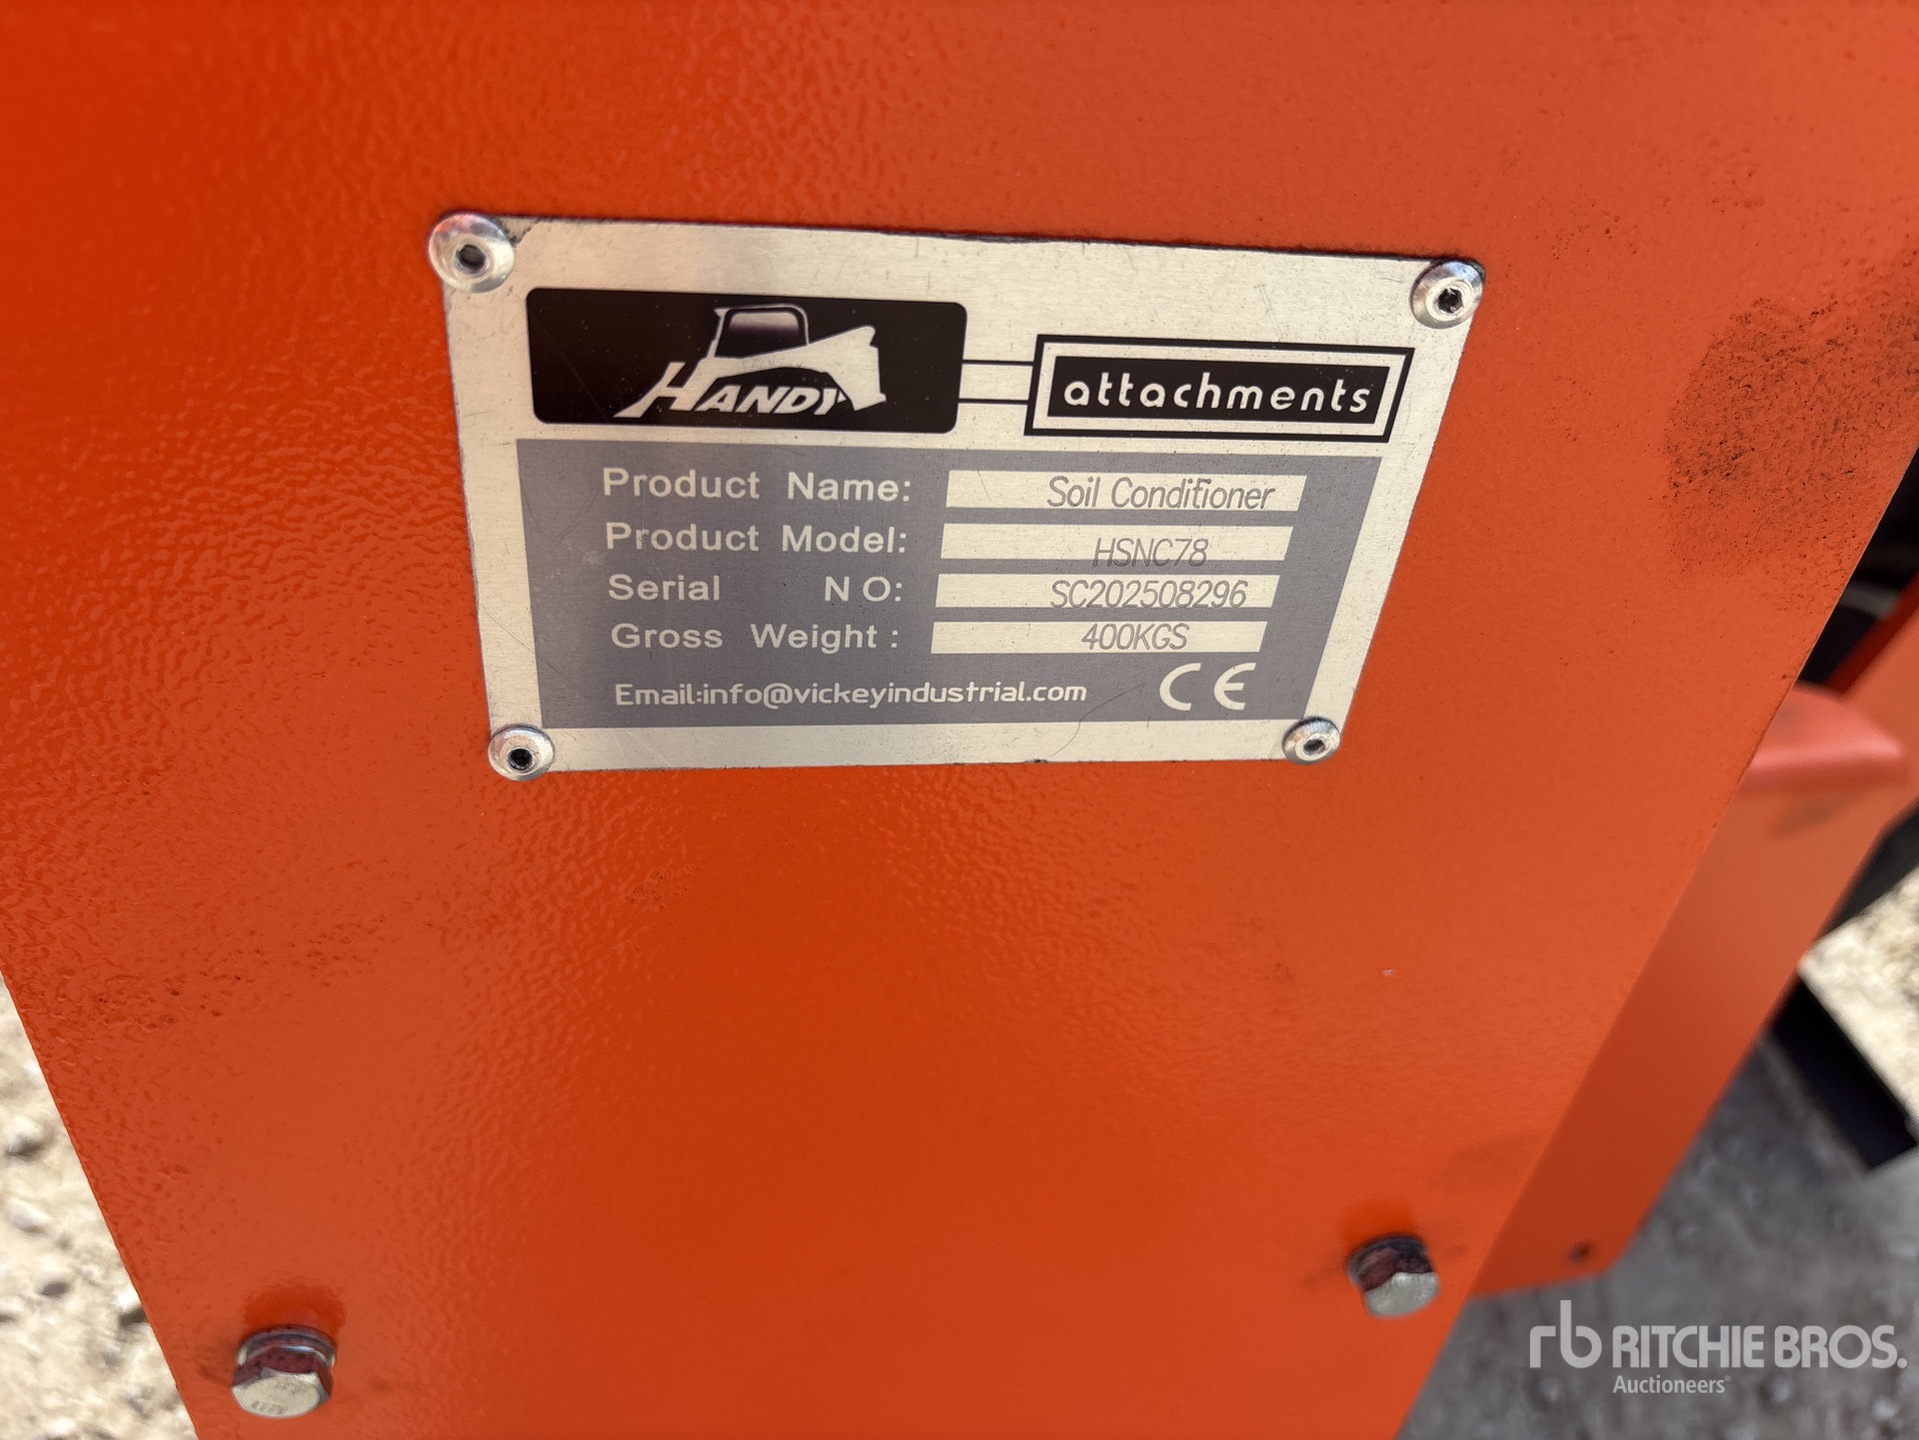 HANDY attachments
Product Name: Soil Conditioner
Product Model: HSNC78
Serial NO: SC202508296
Gross Weight: 400KGS
Email:info@vickeyindustrial.com CE
rb RITCHIE BROS.
Auctioneers